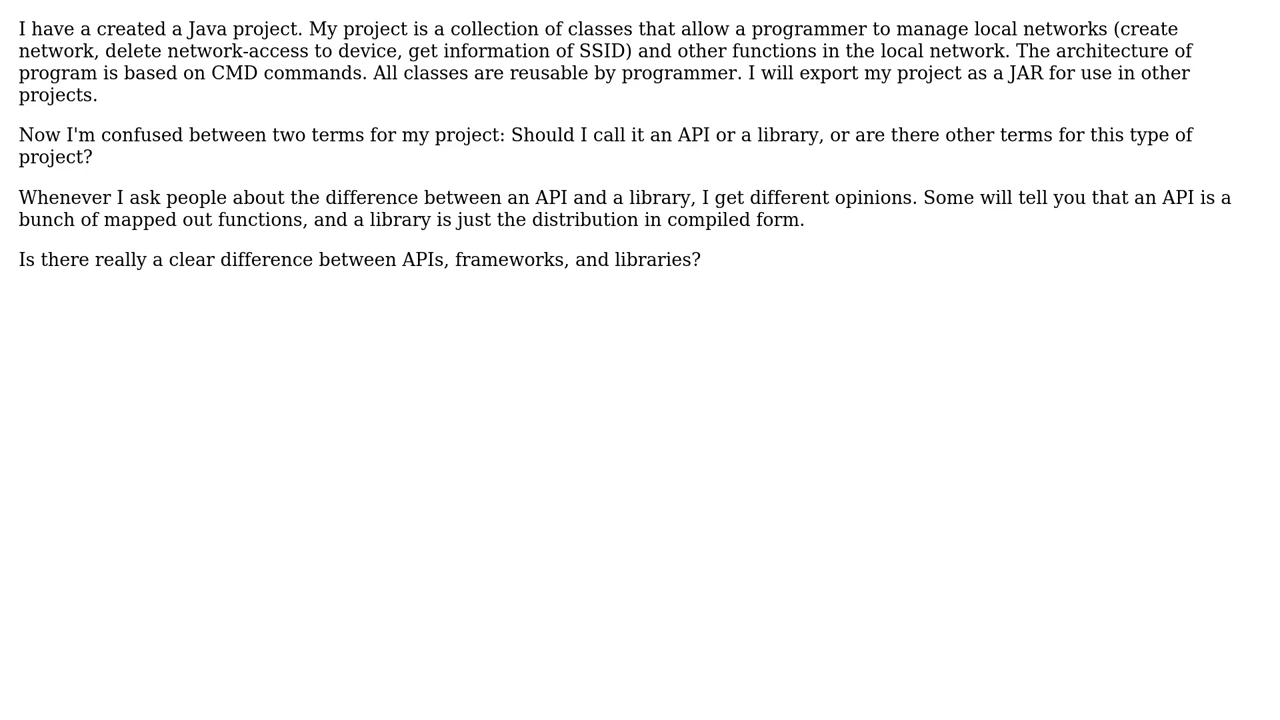 I have a created a Java project. My project is a collection of classes that allow a programmer to manage local networks (create
network, delete network-access to device, get information of SSID) and other functions in the local network. The architecture of
program is based on CMD commands. All classes are reusable by programmer. I will export my project as a JAR for use in other
projects.
Now I'm confused between two terms for my project: Should I call it an API or a library, or are there other terms for this type of
project?
Whenever I ask people about the difference between an API and a library, I get different opinions. Some will tell you that an API is a
bunch of mapped out functions, and a library is just the distribution in compiled form.
Is there really a clear difference between APIs, frameworks, and libraries?